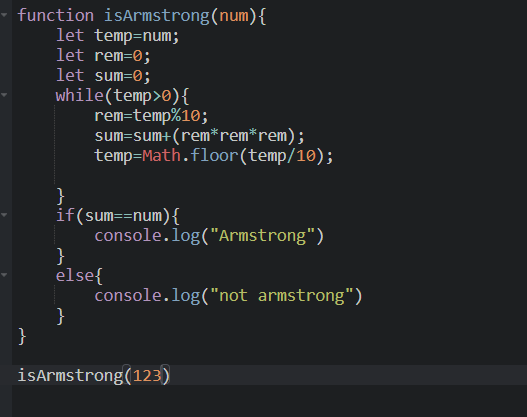 function isArmstrong(num){
    let temp=num;
    let rem=0;
    let sum=0;
    while(temp>0){
        rem=temp%10;
        sum=sum+(rem*rem*rem);
        temp=Math.floor(temp/10);
    }
    if(sum==num){
        console.log("Armstrong")
    }
    else{
        console.log("not armstrong")
    }
}
isArmstrong(123)